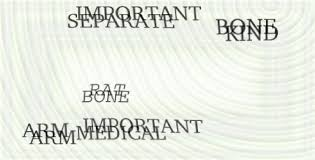 IMPORTANT
SEPARATE
BONE
KIND
RAT
BONE
IMPORTANT
ARM MEDICAL
ARM